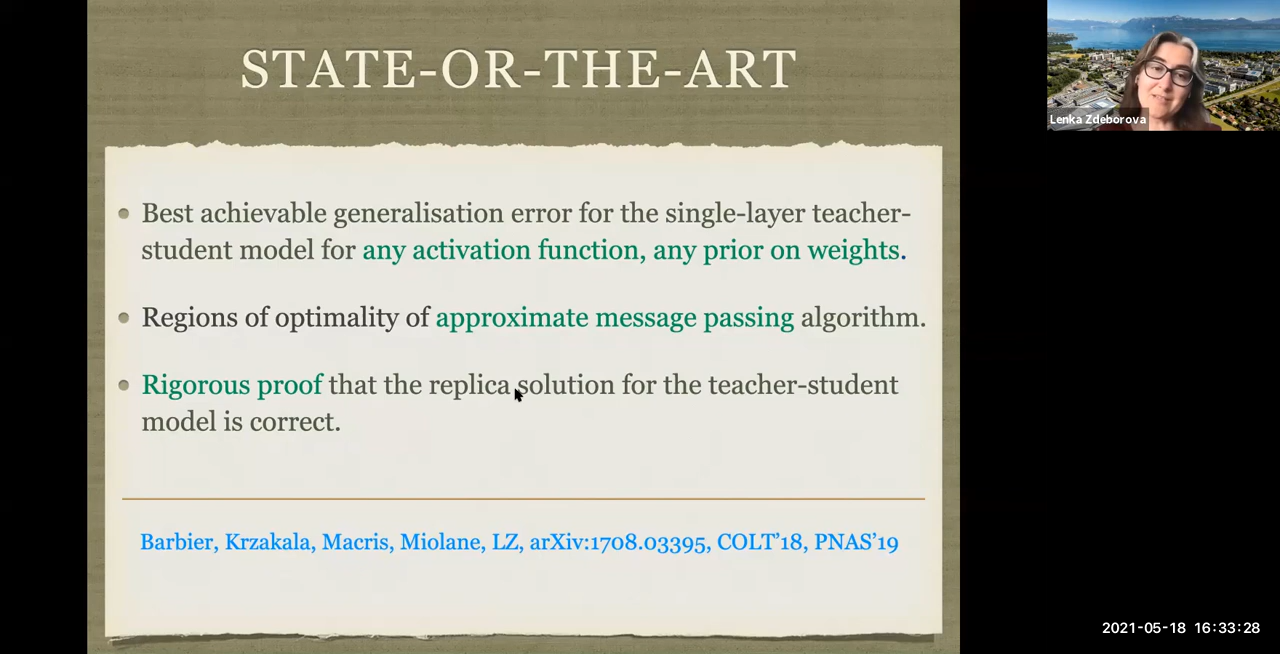 STATE-OR-THE-ART
Best achievable generalisation error for the single-layer teacher-
student model for any activation function, any prior on weights.
Regions of optimality of approximate message passing algorithm.
Rigorous proof that the replica solution for the teacher-student
model is correct.
Barbier, Krzakala, Macris, Miolane, LZ, arXiv:1708.03395, COLT'18, PNAS'19
Lenka Zdeborova
2021-05-18 16:33:28